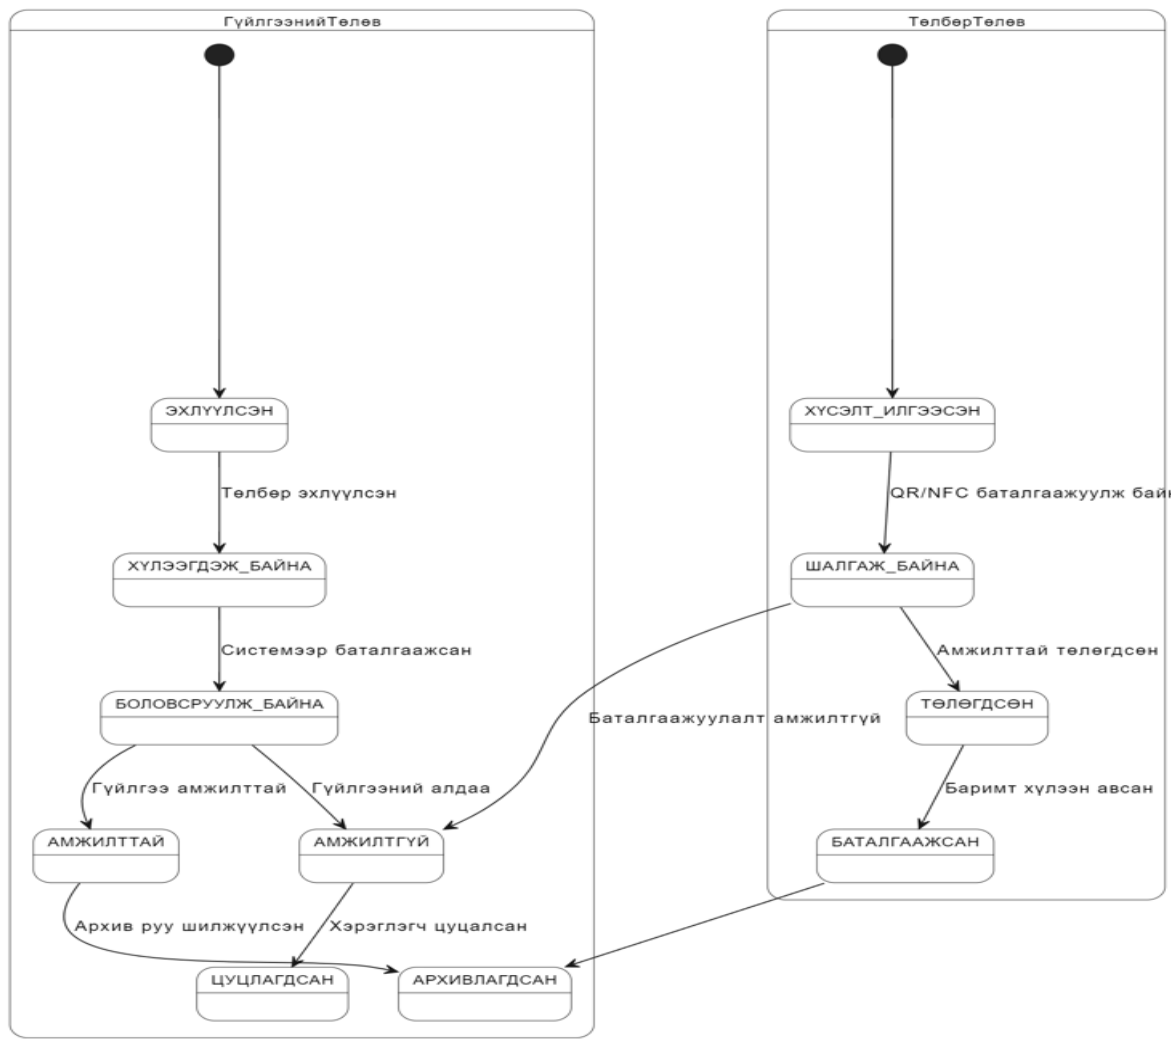 ГүйлгээнийТөлөв
ТөлбөрТөлөв
ЭХЛҮҮЛСЭН
ХҮСЭЛТ_ИЛГЭЭСЭН
Төлбөр эхлүүлсэн
QR/NFC баталгаажуулж
ХҮЛЭЭГДЭЖ_БАЙНА
ШАЛГАЖ_БАЙНА
Системээр баталгаажсан
Амжилттай төлөгдсөн
БОЛОВСРУУЛЖ_БАЙНА
ТӨЛӨГДСӨН
Баталгаажуулалт амжилтгүй
Гүйлгээ амжилттай
Гүйлгээний алдаа
Баримт хүлээн авсан
АМЖИЛТТАЙ
АМЖИЛТГҮЙ
БАТАЛГААЖСАН
Архив руу шилжүүлсэн
Хэрэглэгч цуцалсан
ЦУЦЛАГДСАН
АРХИВЛАГДСАН